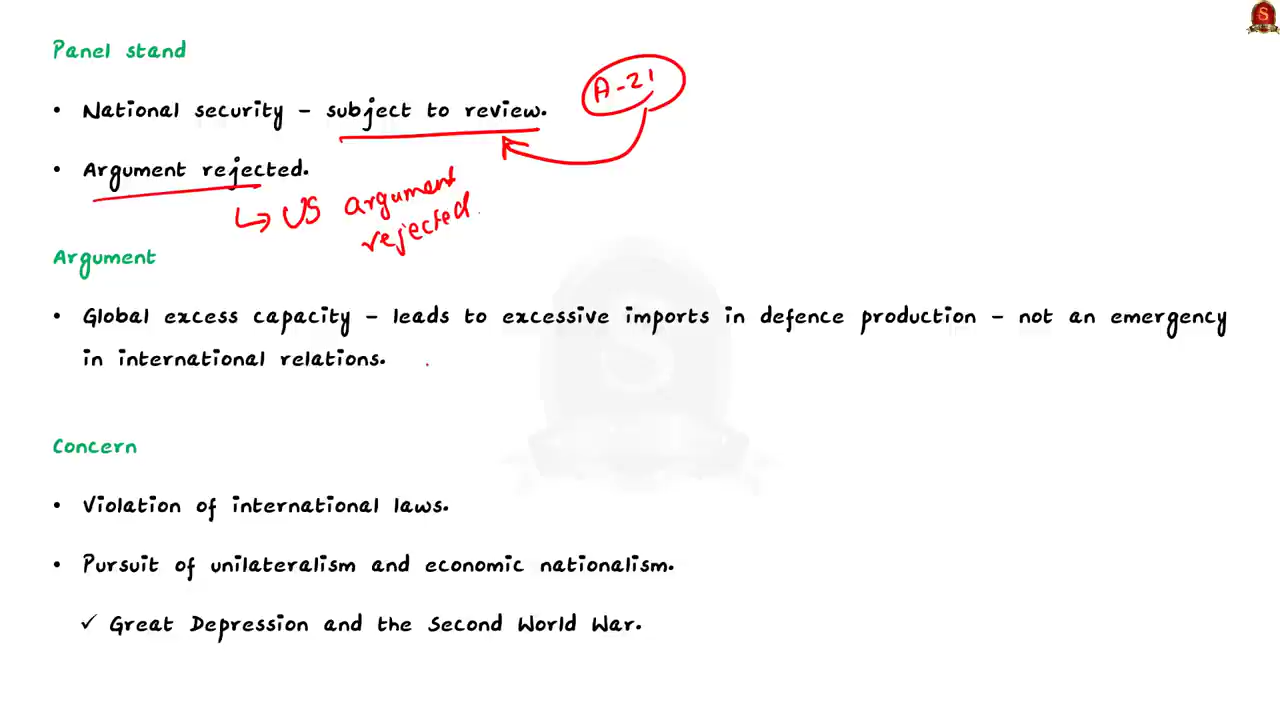 Panel stand
• National security – subject to review.
A-21
• Argument rejected.
↳ US argument
rejected.
Argument
• Global excess capacity – leads to excessive imports in defence production – not an emergency
in international relations.
Concern
• Violation of international laws.
• Pursuit of unilateralism and economic nationalism.
✓ Great Depression and the Second World War.